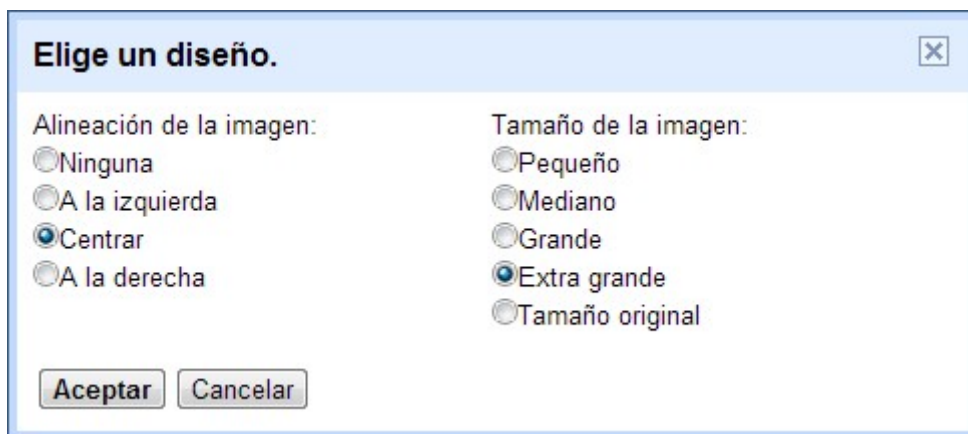 Elige un diseño.
Alineación de la imagen:
Ninguna
A la izquierda
Centrar
A la derecha
Tamaño de la imagen:
Pequeño
Mediano
Grande
Extra grande
Tamaño original
Aceptar
Cancelar